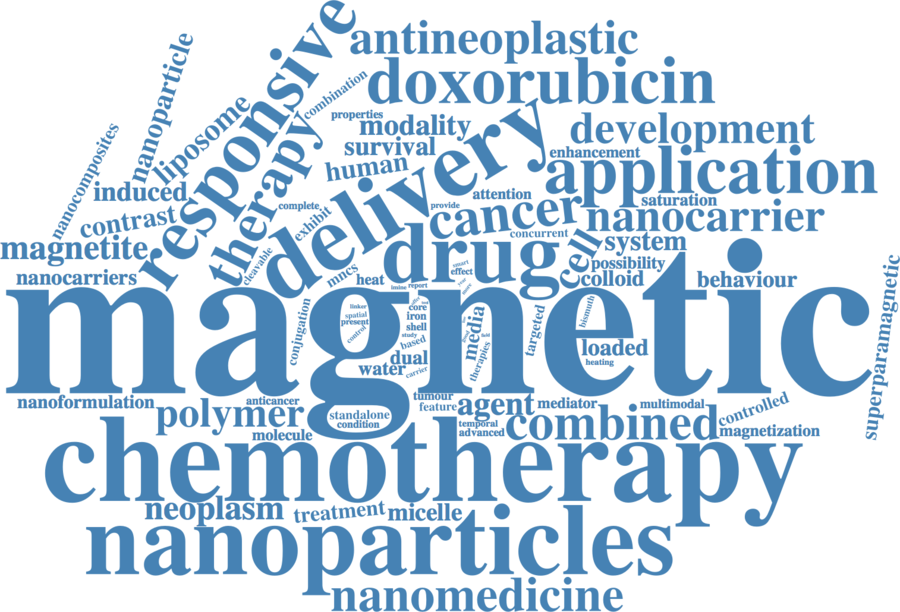 antineoplastic
responsive
doxorubicin
nanoparticle
combination
properties
liposome
modality
development
delivery
nanocomposites
therapy
survival
human
enhancement
application
induced
attention
saturation
contrast
complete
exhibit
provide
cancer
nanocarrier
concurrent
magnetite
drug
cell
system
cleavable
mncs
possibility
nanocarriers
heat
smart
effect
colloid
behaviour
superparamagnetic
magnetic
imine
report
linker
spatial
present
control
core
iron
shell
study
based
media
therapies
conjugation
targeted
bismuth
dual
water
carrier
loaded
heating
nanoformulation
anticancer
tumour
feature
agent
mediator
multimodal
controlled
polymer
standalone
condition
temporal
advanced
combined
magnetization
molecule
chemotherapy
neoplasm
treatment
micelle
nanoparticles
nanomedicine